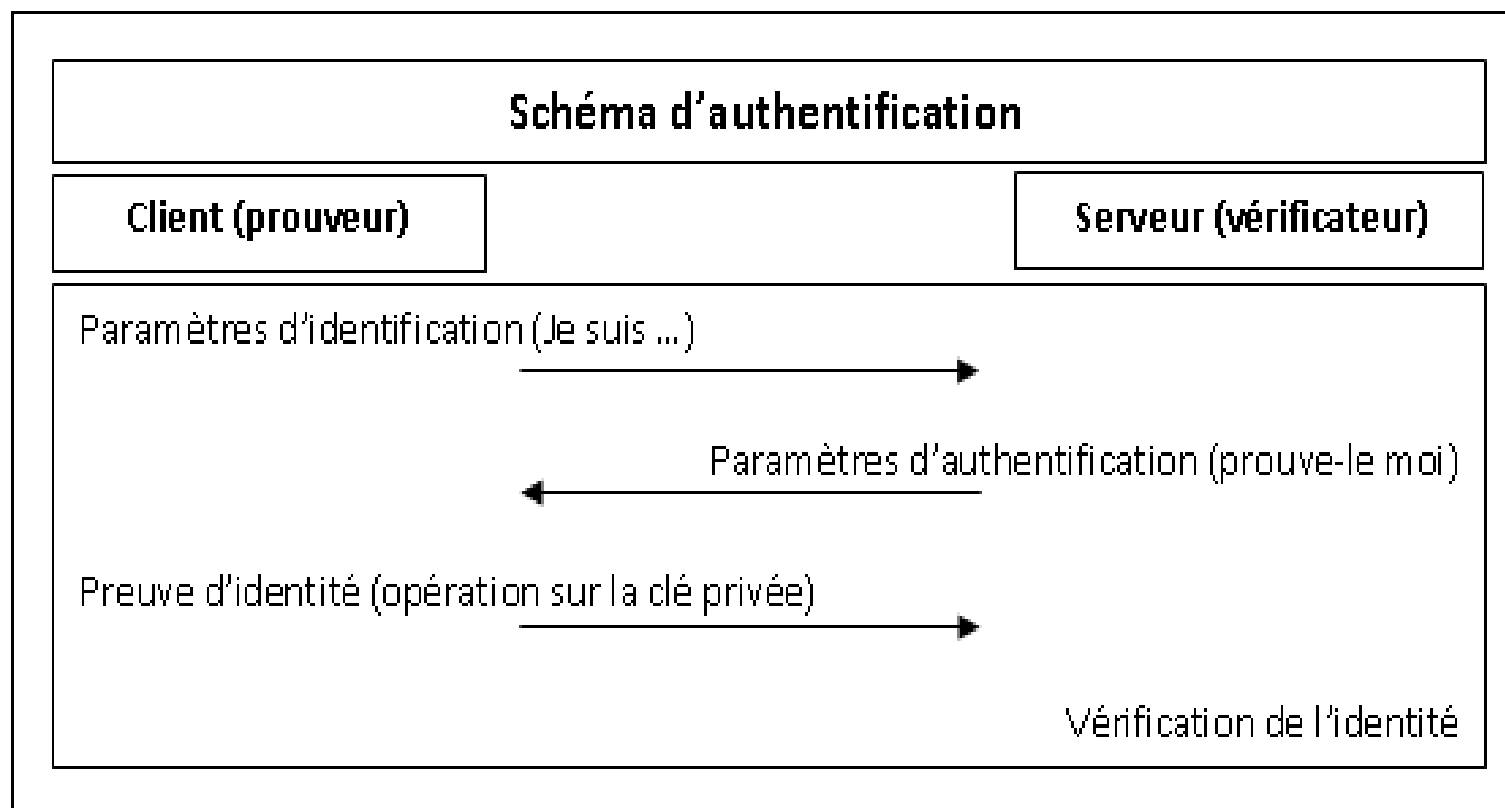 Schéma d'authentification
Client (prouveur)
Serveur (vérificateur)
Paramètres d'identification (Je suis ...)
Paramètres d'authentification (prouve-le moi)
Preuve d'identité (opération sur la clé privée)
Vérification de l'identité